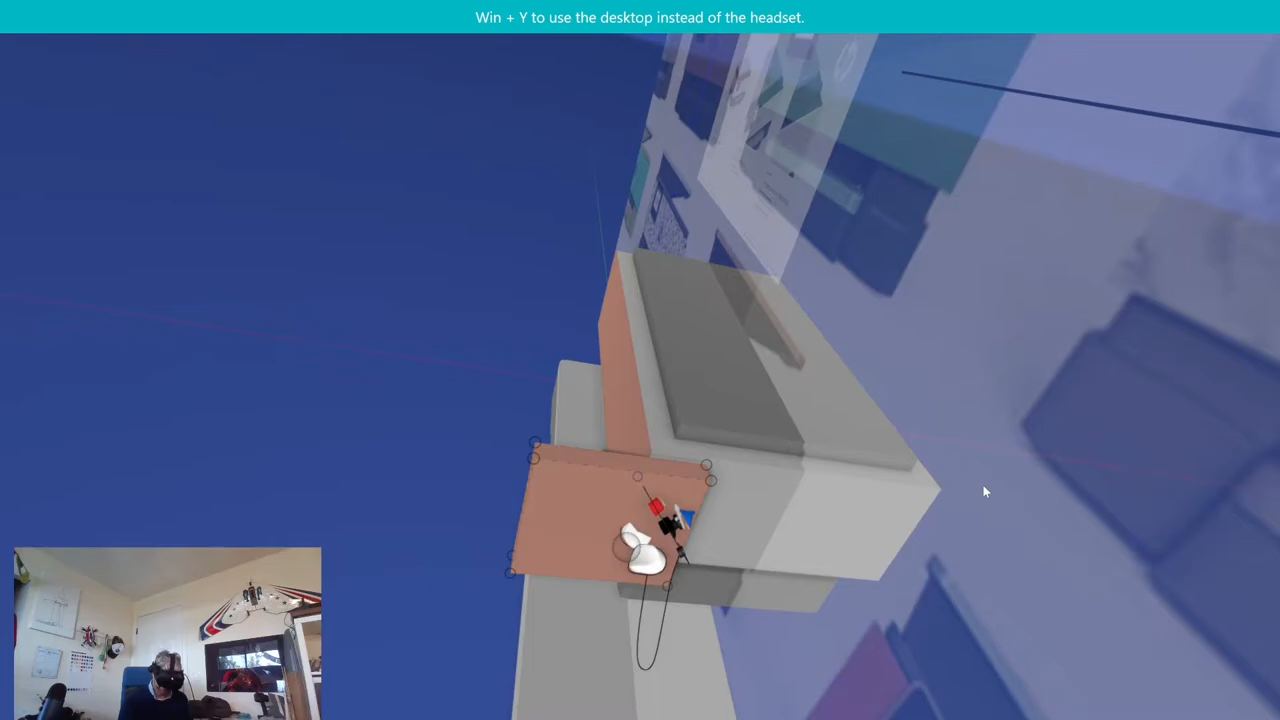 Win + Y to use the desktop instead of the headset.